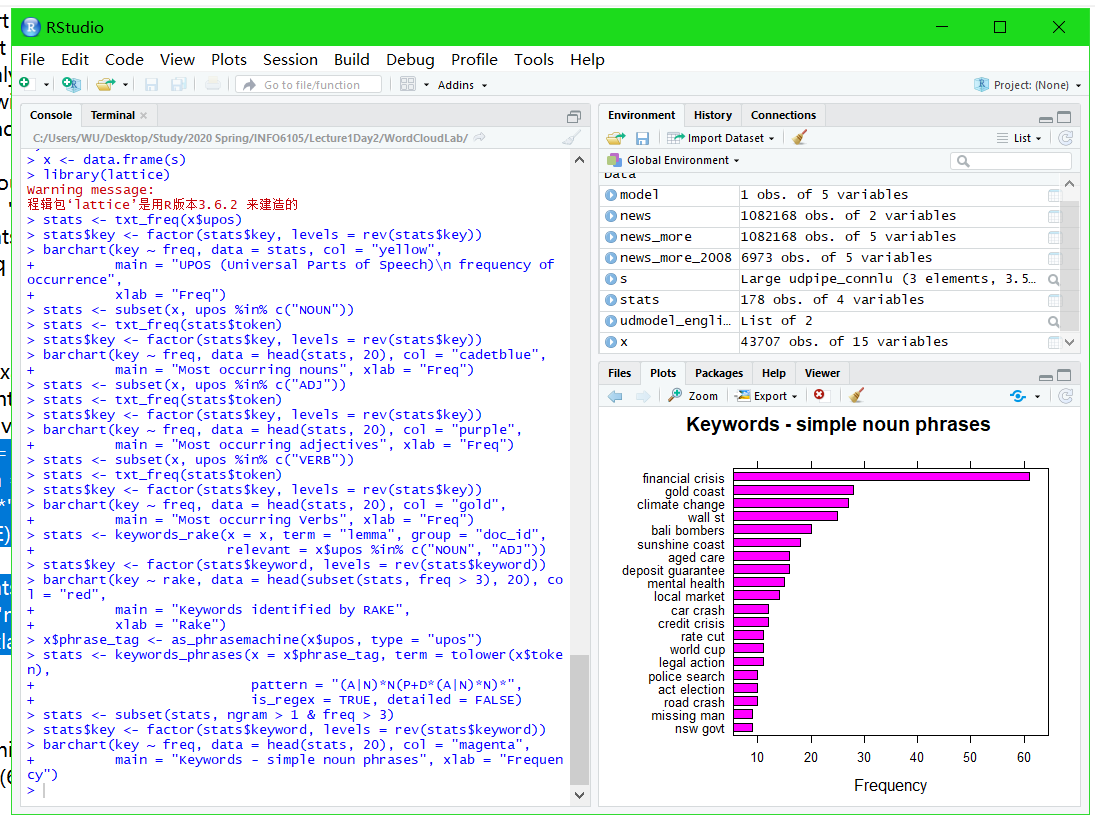 RStudio
File Edit Code View Plots Session Build Debug Profile Tools Help
Go to file/function Addins Project: (None)
Console Terminal
C:/Users/WU/Desktop/Study/2020 Spring/INFO6105/Lecture1Day2/WordCloudLab/
> x <- data.frame(s)
> library(lattice)
Warning message:
程辑包‘lattice’是用R版本3.6.2 来建造的
> stats <- txt_freq(x$upos)
> stats$key <- factor(stats$key, levels = rev(stats$key))
> barchart(key ~ freq, data = stats, col = "yellow",
+ main = "UPOS (Universal Parts of Speech)\n frequency of
occurrence",
+ xlab = "Freq")
> stats <- subset(x, upos %in% c("NOUN"))
> stats <- txt_freq(stats$token)
> stats$key <- factor(stats$key, levels = rev(stats$key))
> barchart(key ~ freq, data = head(stats, 20), col = "cadetblue",
+ main = "Most occurring nouns", xlab = "Freq")
> stats <- subset(x, upos %in% c("ADJ"))
> stats <- txt_freq(stats$token)
> stats$key <- factor(stats$key, levels = rev(stats$key))
> barchart(key ~ freq, data = head(stats, 20), col = "purple",
+ main = "Most occurring adjectives", xlab = "Freq")
> stats <- subset(x, upos %in% c("VERB"))
> stats <- txt_freq(stats$token)
> stats$key <- factor(stats$key, levels = rev(stats$key))
> barchart(key ~ freq, data = head(stats, 20), col = "gold",
+ main = "Most occurring Verbs", xlab = "Freq")
> stats <- keywords_rake(x = x, term = "lemma", group = "doc_id",
+ relevant = x$upos %in% c("NOUN", "ADJ"))
> stats$key <- factor(stats$keyword, levels = rev(stats$keyword))
> barchart(key ~ rake, data = head(subset(stats, freq > 3), 20), co
l = "red",
+ main = "Keywords identified by RAKE",
+ xlab = "Rake")
> x$phrase_tag <- as_phrasemachine(x$upos, type = "upos")
> stats <- keywords_phrases(x = x$phrase_tag, term = tolower(x$toke
n),
+ pattern = "(A|N)*N(P+D*(A|N)*N)*",
+ is_regex = TRUE, detailed = FALSE)
> stats <- subset(stats, ngram > 1 & freq > 3)
> stats$key <- factor(stats$keyword, levels = rev(stats$keyword))
> barchart(key ~ freq, data = head(stats, 20), col = "magenta",
+ main = "Keywords - simple noun phrases", xlab = "Frequen
cy")
>
Environment History Connections
Import Dataset List
Global Environment
Data
model 1 obs. of 5 variables
news 1082168 obs. of 2 variables
news_more 1082168 obs. of 5 variables
news_more_2008 6973 obs. of 5 variables
s Large udpipe_connlu (3 elements, 3.5…
stats 178 obs. of 4 variables
udmodel_engli… List of 2
x 43707 obs. of 15 variables
Files Plots Packages Help Viewer
Zoom Export
Keywords - simple noun phrases
financial crisis
gold coast
climate change
wall st
bali bombers
sunshine coast
aged care
deposit guarantee
mental health
local market
car crash
credit crisis
rate cut
world cup
legal action
police search
act election
road crash
missing man
nsw govt
10 20 30 40 50 60
Frequency